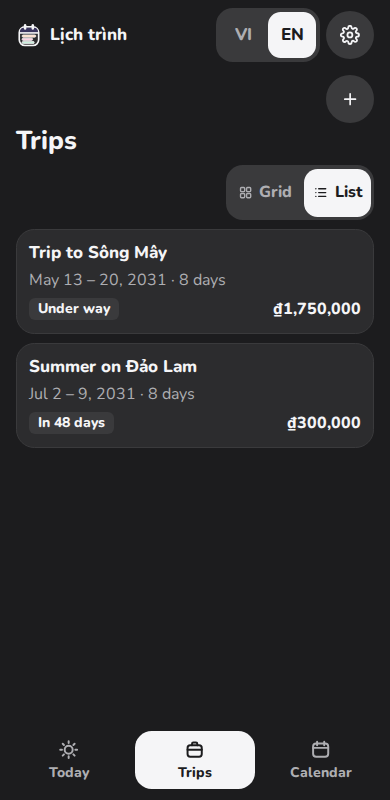 Lịch trình
VI EN
Trips
Grid List
Trip to Sông Mây
May 13 – 20, 2031 · 8 days
Under way ₫1,750,000
Summer on Đảo Lam
Jul 2 – 9, 2031 · 8 days
In 48 days ₫300,000
Today Trips Calendar